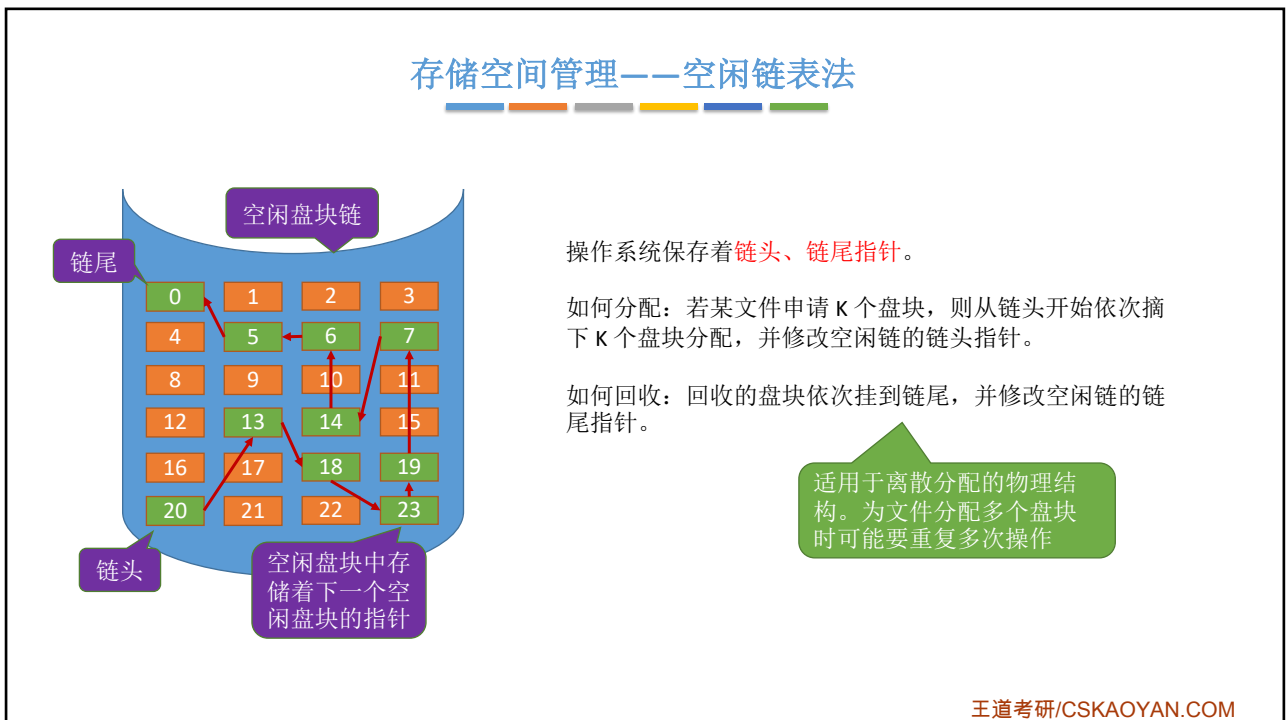 存储空间管理——空闲链表法
空闲盘块链
链尾
0 1 2 3
4 5 6 7
8 9 10 11
12 13 14 15
16 17 18 19
20 21 22 23
链头
空闲盘块中存
储着下一个空
闲盘块的指针
操作系统保存着链头、链尾指针。
如何分配：若某文件申请 K 个盘块，则从链头开始依次摘
下 K 个盘块分配，并修改空闲链的链头指针。
如何回收：回收的盘块依次挂到链尾，并修改空闲链的链
尾指针。
适用于离散分配的物理结
构。为文件分配多个盘块
时可能要重复多次操作
王道考研/CSKAOYAN.COM